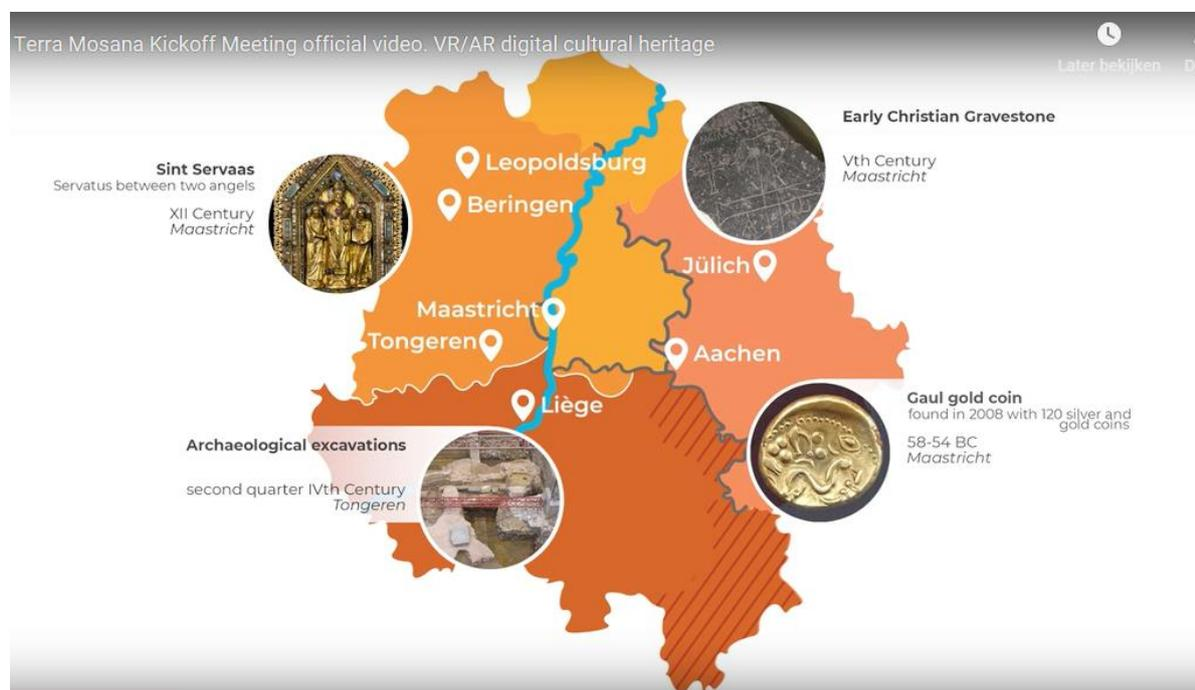 Terra Mosana Kickoff Meeting official video. VR/AR digital cultural heritage
Later bekijken
Early Christian Gravestone
Vth Century
Maastricht
Sint Servaas
Servatus between two angels
XII Century
Maastricht
Leopoldsburg
Beringen
Jülich
Maastricht
Tongeren
Aachen
Liège
Gaul gold coin
found in 2008 with 120 silver and
gold coins
58-54 BC
Maastricht
Archaeological excavations
second quarter IVth Century
Tongeren